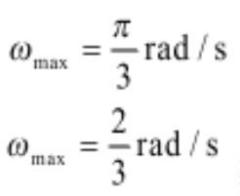 ω_max = π/3 rad / s
ω_max = 2/3 rad / s